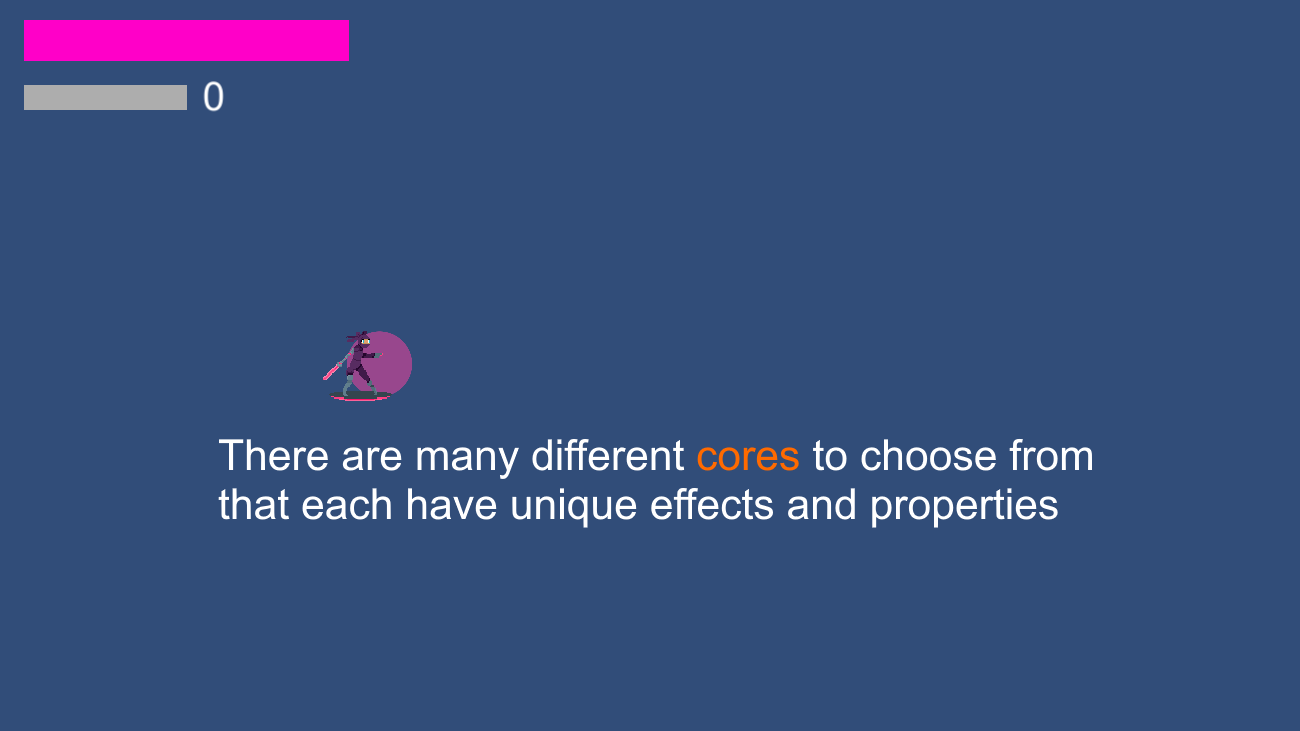 0
There are many different cores to choose from
that each have unique effects and properties